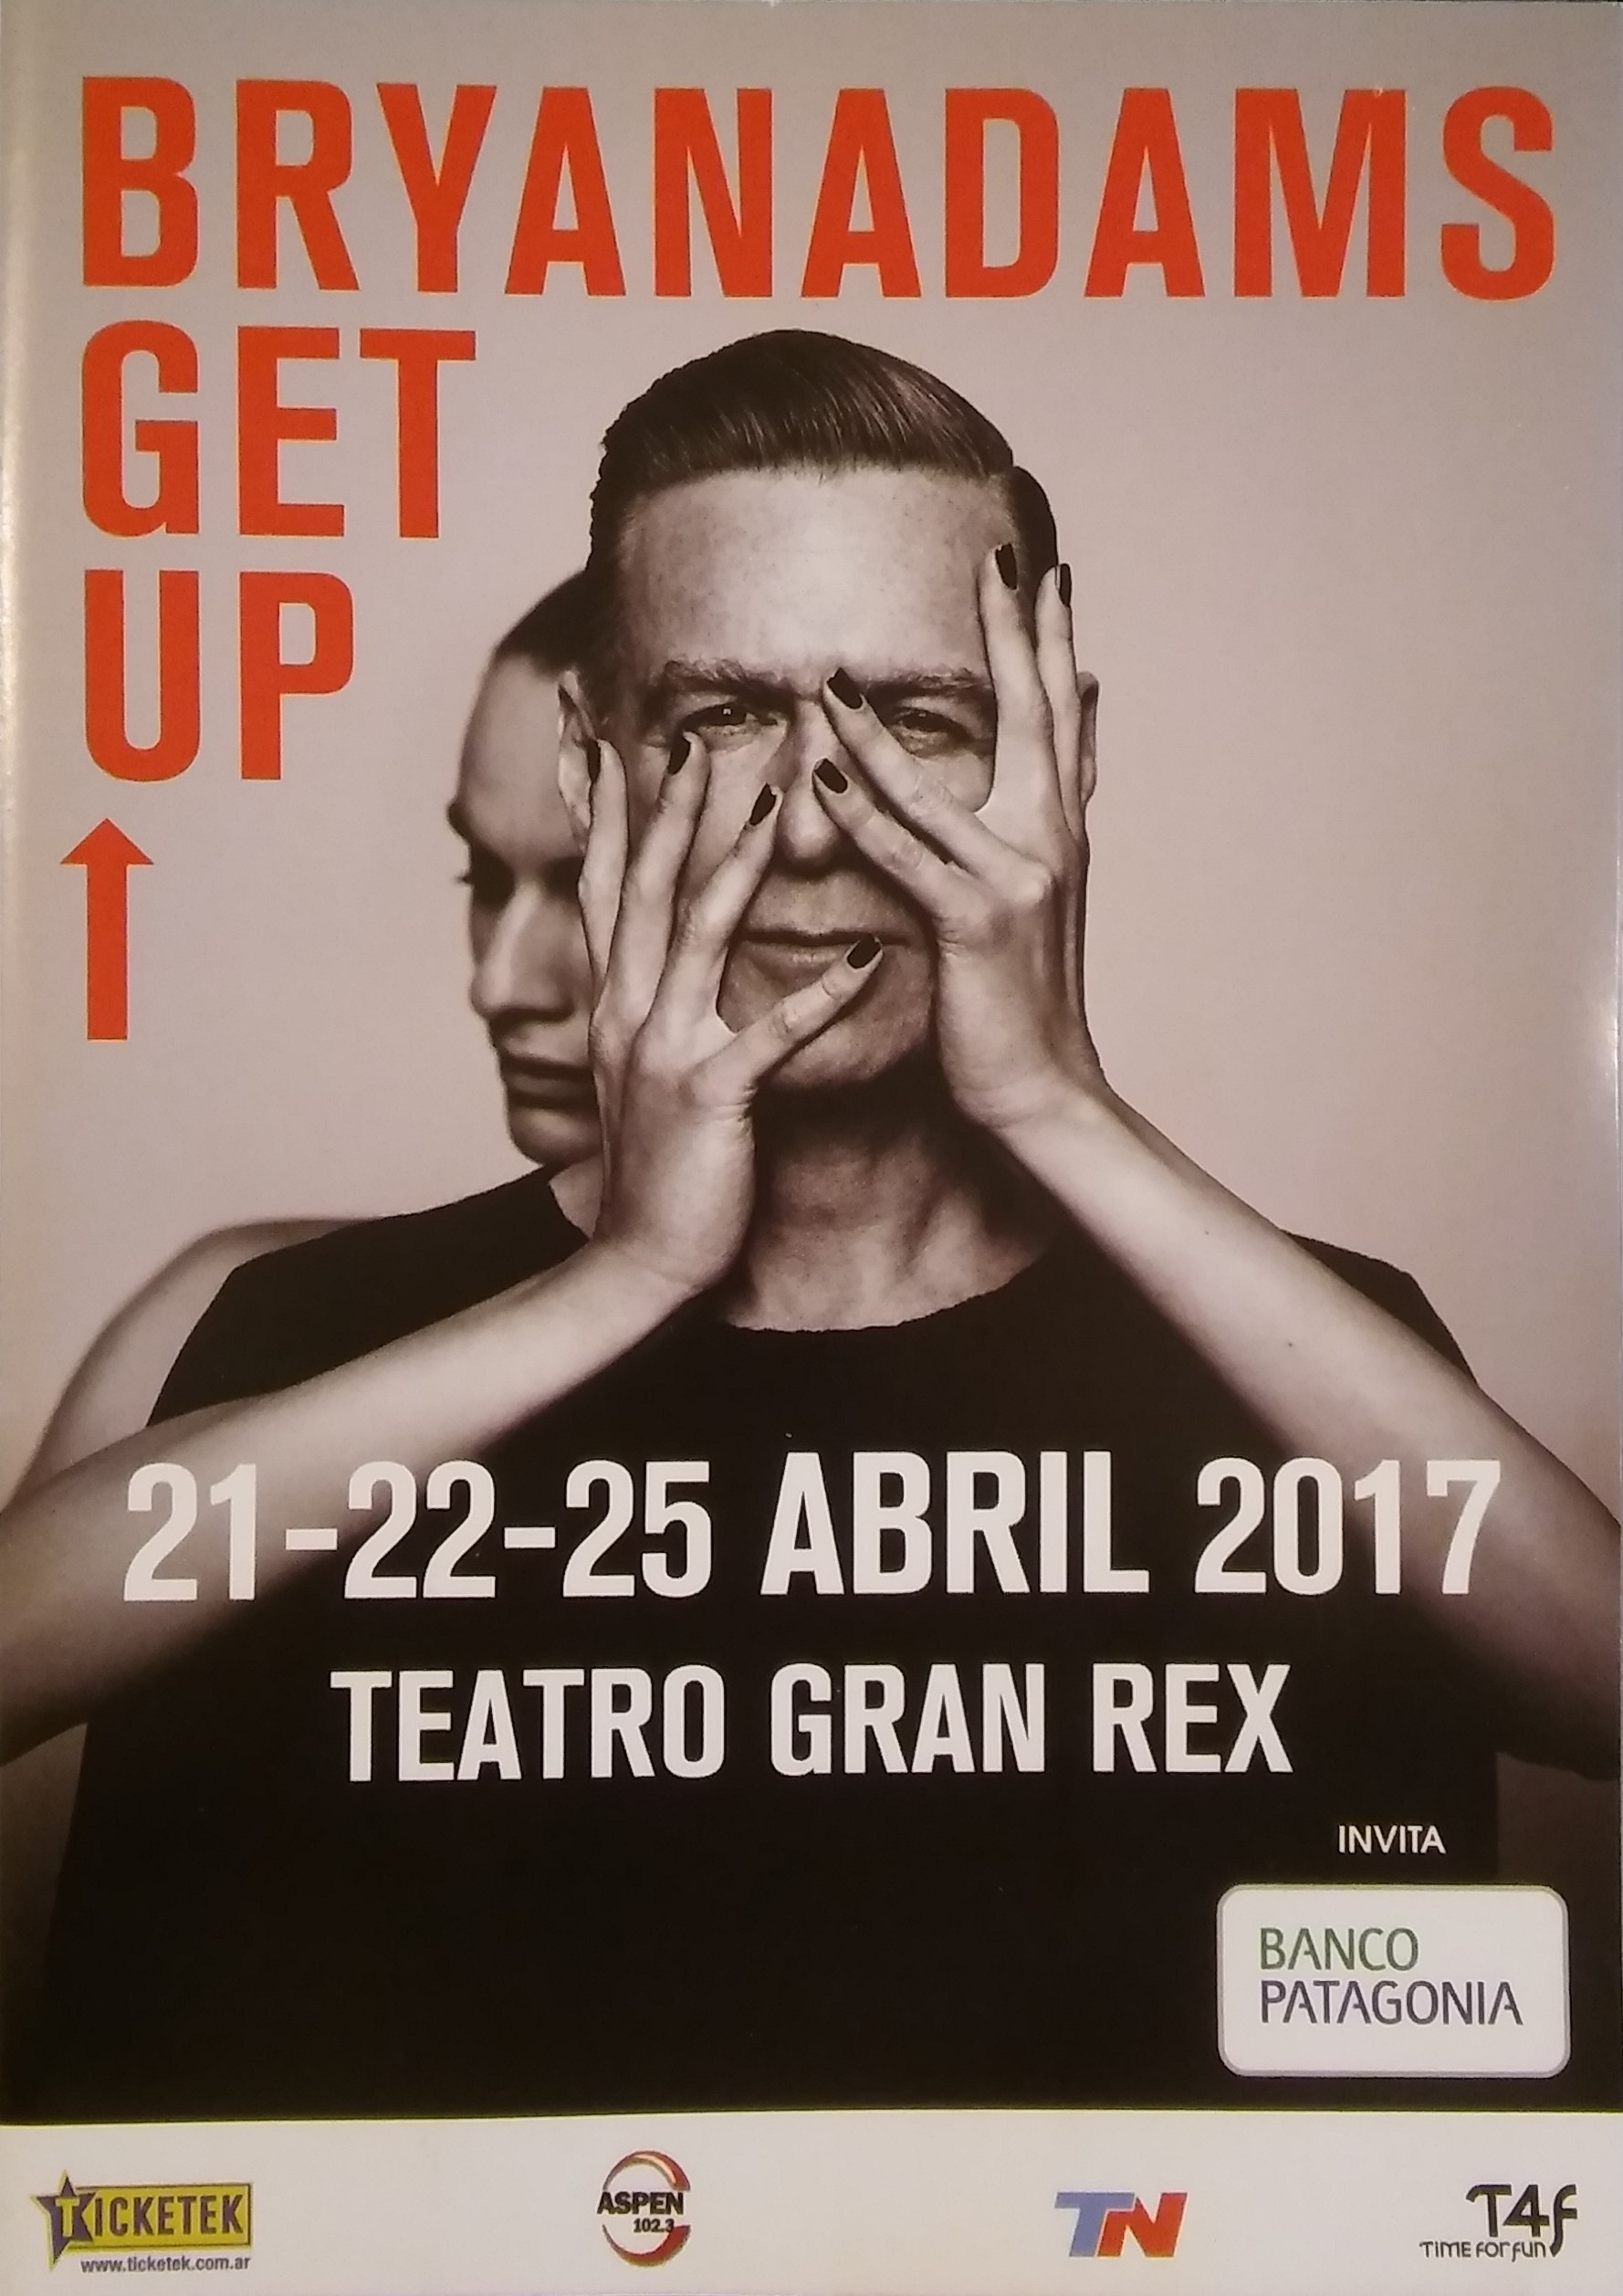 BRYANADAMS
GET
UP
21-22-25 ABRIL 2017
TEATRO GRAN REX
INVITA
BANCO
PATAGONIA
TICKETEK
www.ticketek.com.ar
ASPEN
102.3
TN
T4f
TIME FOR FUN